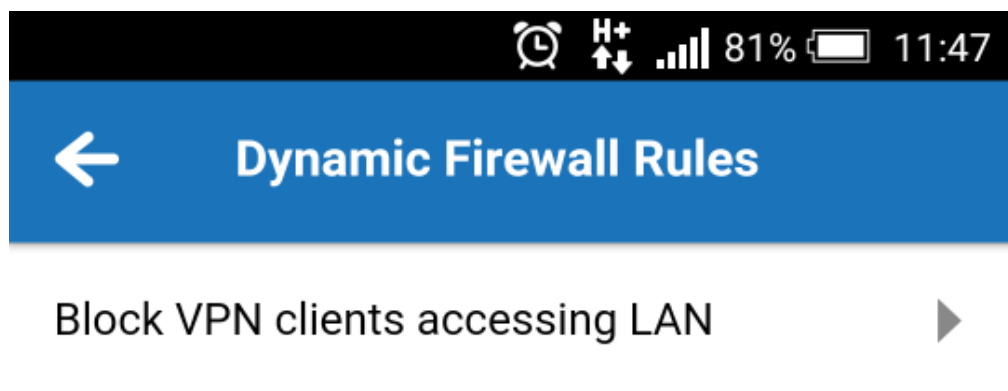 H+ 81% 11:47
Dynamic Firewall Rules
Block VPN clients accessing LAN